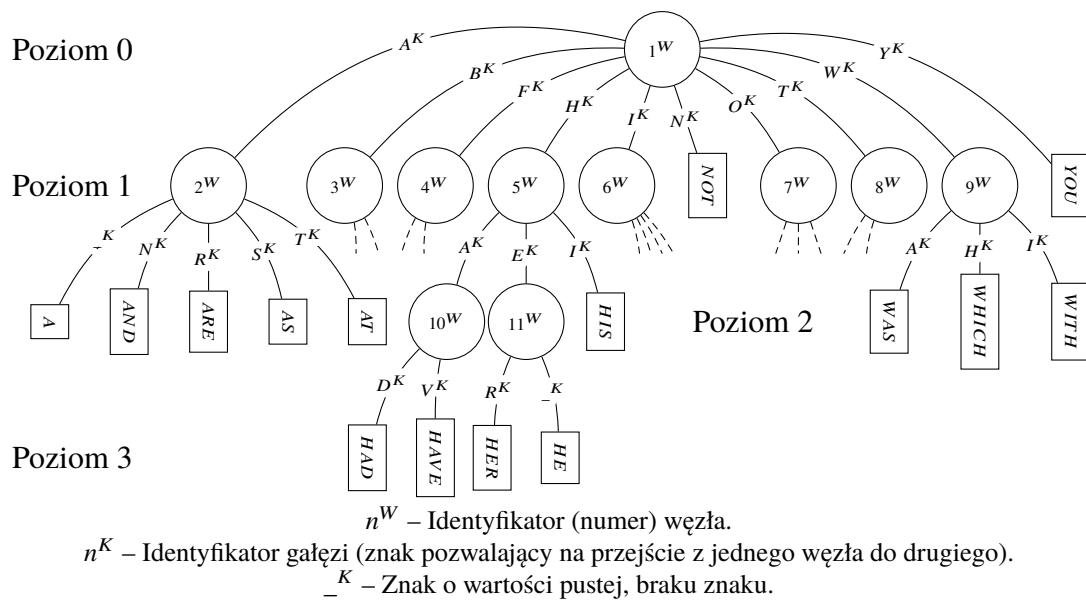 Poziom 0
1^W
A^K B^K F^K H^K I^K N^K O^K T^K W^K Y^K
Poziom 1
2^W 3^W 4^W 5^W 6^W NOT 7^W 8^W 9^W YOU
_^K N^K R^K S^K T^K A^K E^K I^K A^K H^K I^K
A AND ARE AS AT 10^W 11^W HIS Poziom 2 WAS WHICH WITH
D^K V^K R^K _^K
Poziom 3 HAD HAVE HER HE
n^W – Identyfikator (numer) węzła.
n^K – Identyfikator gałęzi (znak pozwalający na przejście z jednego węzła do drugiego).
_^K – Znak o wartości pustej, braku znaku.